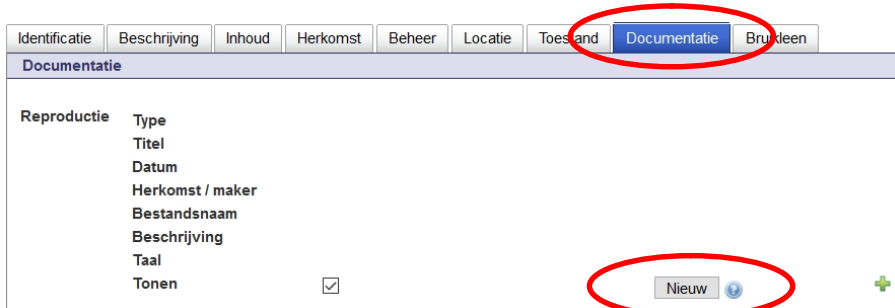 Identificatie Beschrijving Inhoud Herkomst Beheer Locatie Toestand Documentatie Bruikleen
Documentatie
Reproductie Type
Titel
Datum
Herkomst / maker
Bestandsnaam
Beschrijving
Taal
Tonen Nieuw